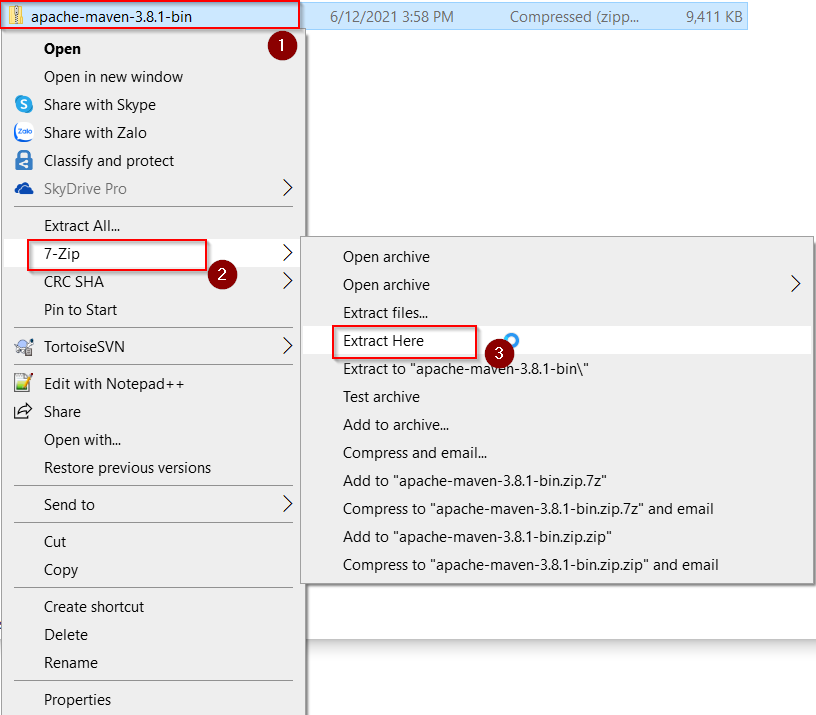 apache-maven-3.8.1-bin 6/12/2021 3:58 PM Compressed (zipp... 9,411 KB
1
Open
Open in new window
S Share with Skype
Zalo Share with Zalo
Classify and protect
SkyDrive Pro
Extract All...
7-Zip
2
CRC SHA
Pin to Start
TortoiseSVN
Edit with Notepad++
Share
Open with...
Restore previous versions
Send to
Cut
Copy
Create shortcut
Delete
Rename
Properties
Open archive
Open archive
Extract files...
Extract Here
3
Extract to "apache-maven-3.8.1-bin\"
Test archive
Add to archive...
Compress and email...
Add to "apache-maven-3.8.1-bin.zip.7z"
Compress to "apache-maven-3.8.1-bin.zip.7z" and email
Add to "apache-maven-3.8.1-bin.zip.zip"
Compress to "apache-maven-3.8.1-bin.zip.zip" and email